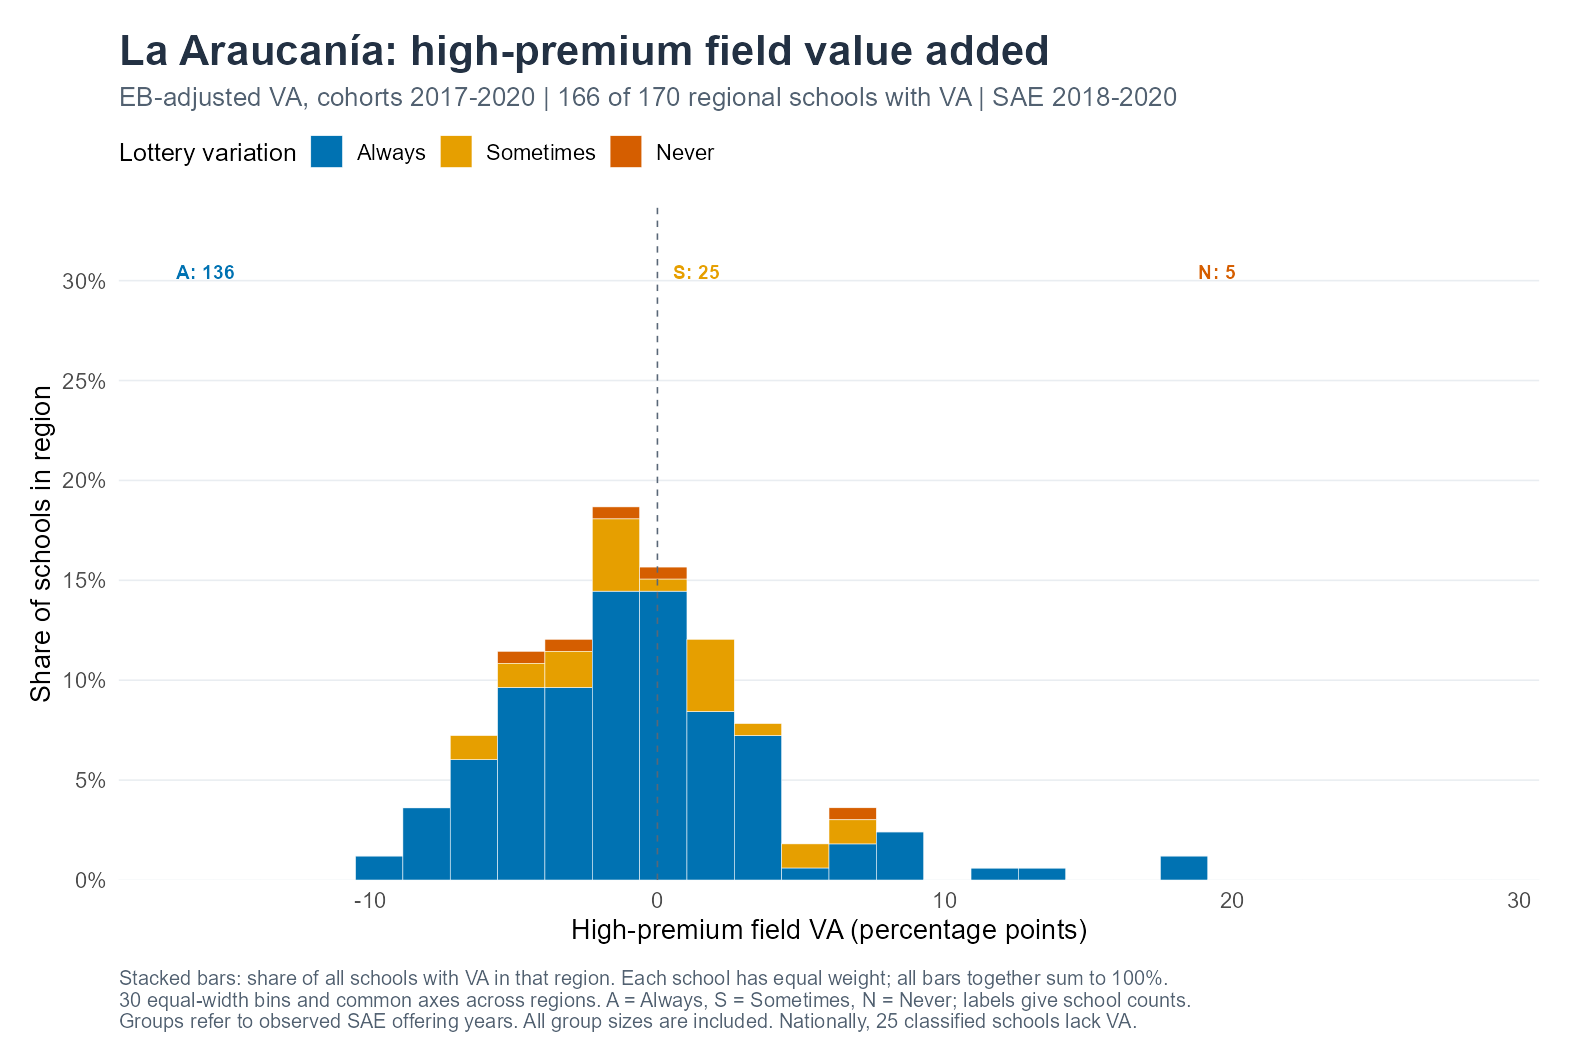 La Araucanía: high-premium field value added
EB-adjusted VA, cohorts 2017-2020 | 166 of 170 regional schools with VA | SAE 2018-2020
Lottery variation Always Sometimes Never
A: 136 S: 25 N: 5
30%
25%
20%
15%
10%
5%
0%
Share of schools in region
-10 0 10 20 30
High-premium field VA (percentage points)
Stacked bars: share of all schools with VA in that region. Each school has equal weight; all bars together sum to 100%.
30 equal-width bins and common axes across regions. A = Always, S = Sometimes, N = Never; labels give school counts.
Groups refer to observed SAE offering years. All group sizes are included. Nationally, 25 classified schools lack VA.